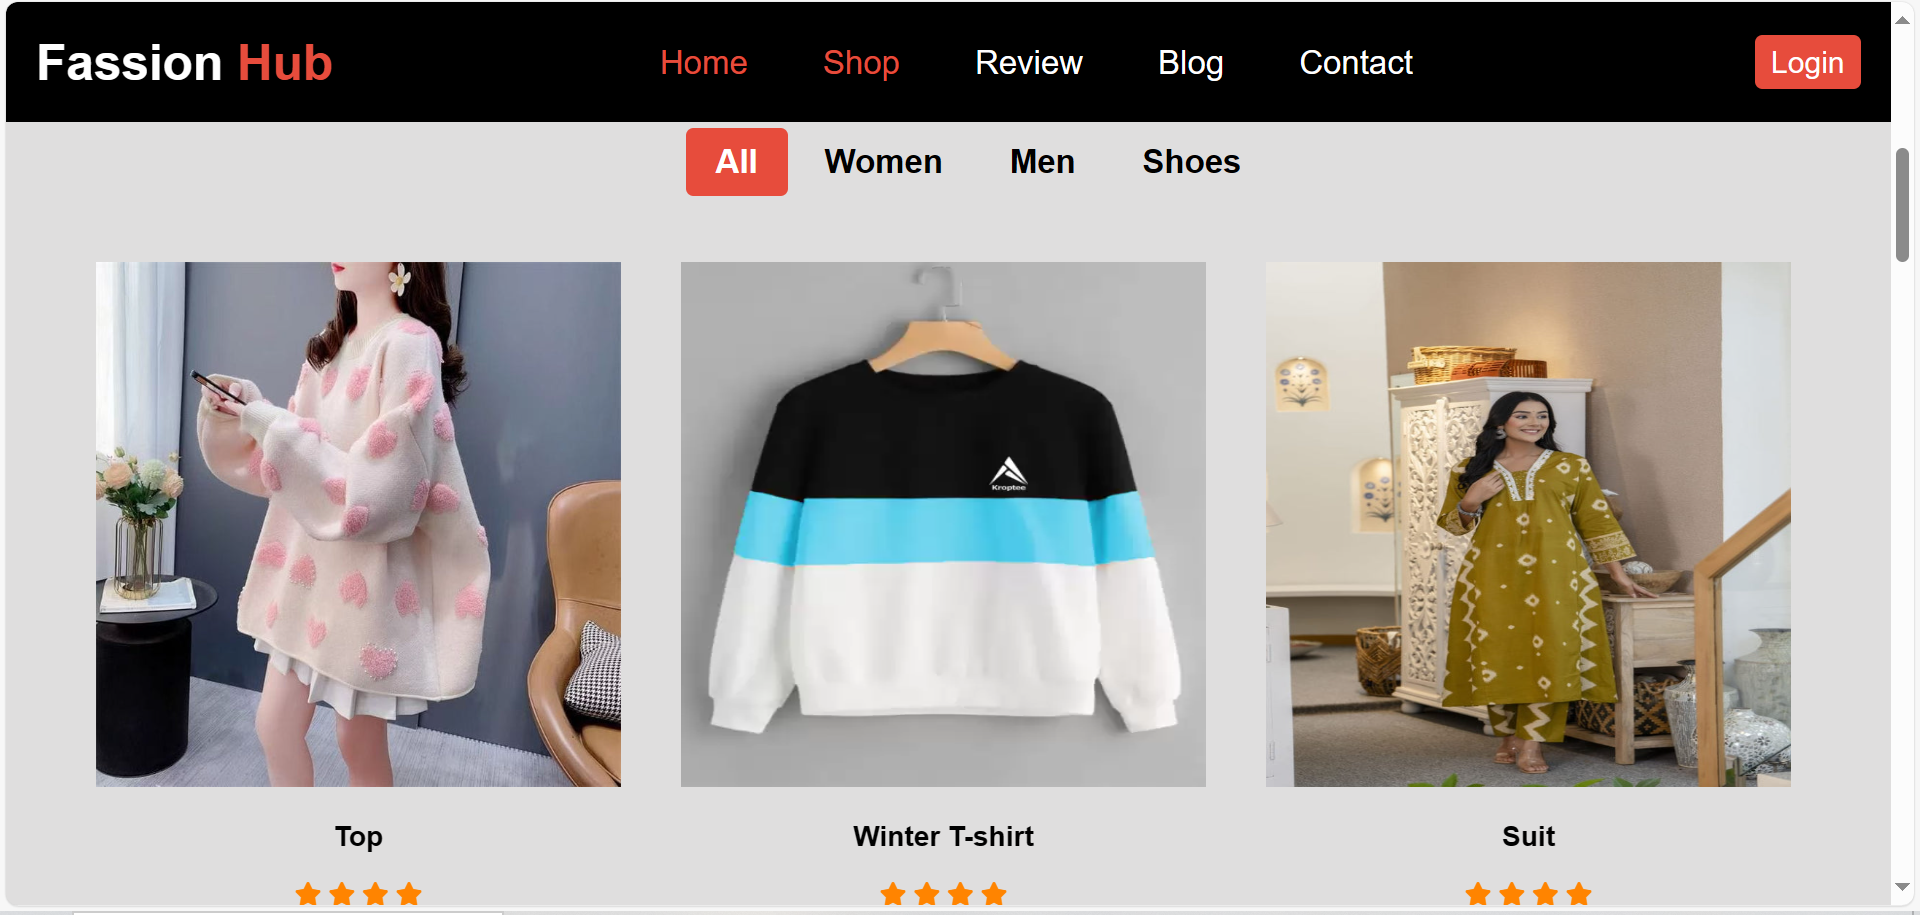 Fassion Hub Home Shop Review Blog Contact Login
All Women Men Shoes
Kroptee
Top Winter T-shirt Suit